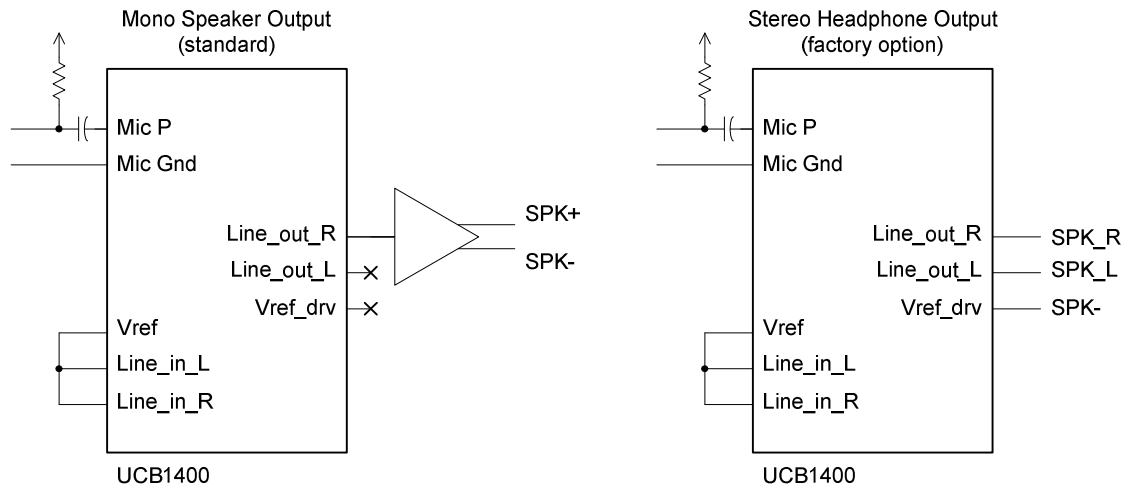 Mono Speaker Output
(standard)
Mic P
Mic Gnd
Line_out_R
Line_out_L
Vref_drv
Vref
Line_in_L
Line_in_R
SPK+
SPK-
UCB1400
Stereo Headphone Output
(factory option)
Mic P
Mic Gnd
Line_out_R
Line_out_L
Vref_drv
Vref
Line_in_L
Line_in_R
SPK_R
SPK_L
SPK-
UCB1400